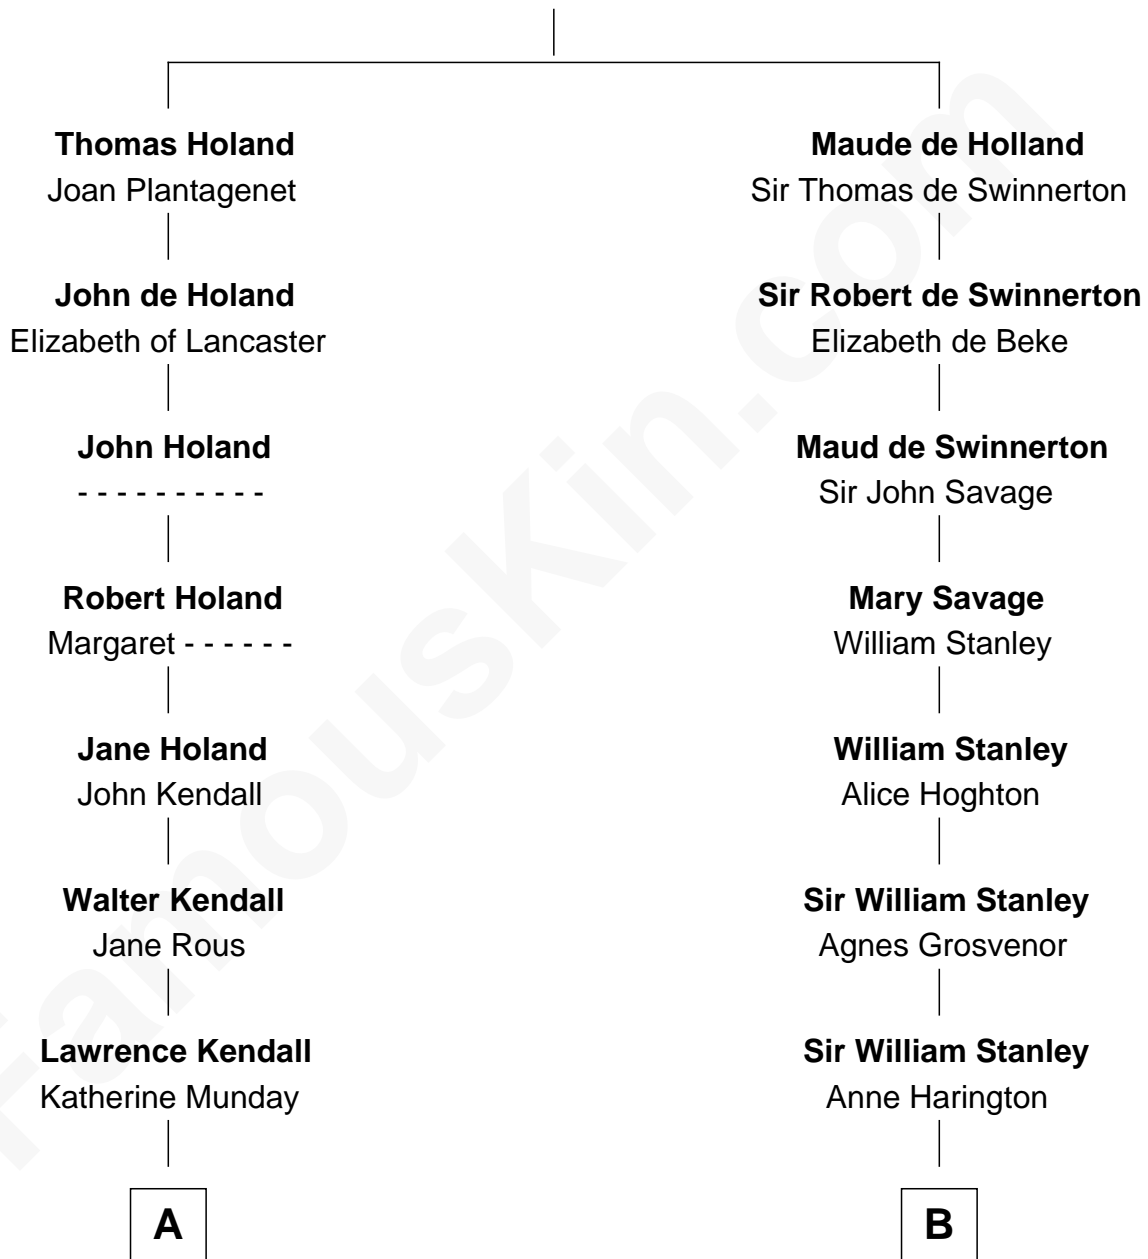 Thomas Holand
Joan Plantagenet
John de Holand
Elizabeth of Lancaster
John Holand
- - - - - - - - - -
Robert Holand
Margaret - - - - - -
Jane Holand
John Kendall
Walter Kendall
Jane Rous
Lawrence Kendall
Katherine Munday
A
Maude de Holland
Sir Thomas de Swinnerton
Sir Robert de Swinnerton
Elizabeth de Beke
Maud de Swinnerton
Sir John Savage
Mary Savage
William Stanley
William Stanley
Alice Hoghton
Sir William Stanley
Agnes Grosvenor
Sir William Stanley
Anne Harington
B
FamousKin.com